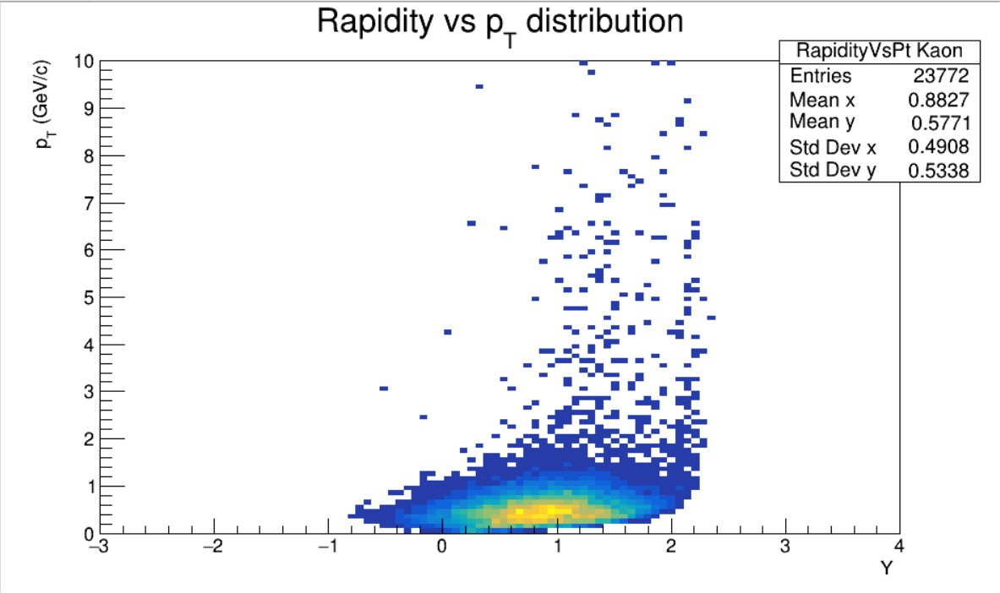 Rapidity vs p_T distribution
RapidityVsPt Kaon
Entries 23772
Mean x 0.8827
Mean y 0.5771
Std Dev x 0.4908
Std Dev y 0.5338
p_T (GeV/c)
10
9
8
7
6
5
4
3
2
1
0
−3 −2 −1 0 1 2 3 4
Y